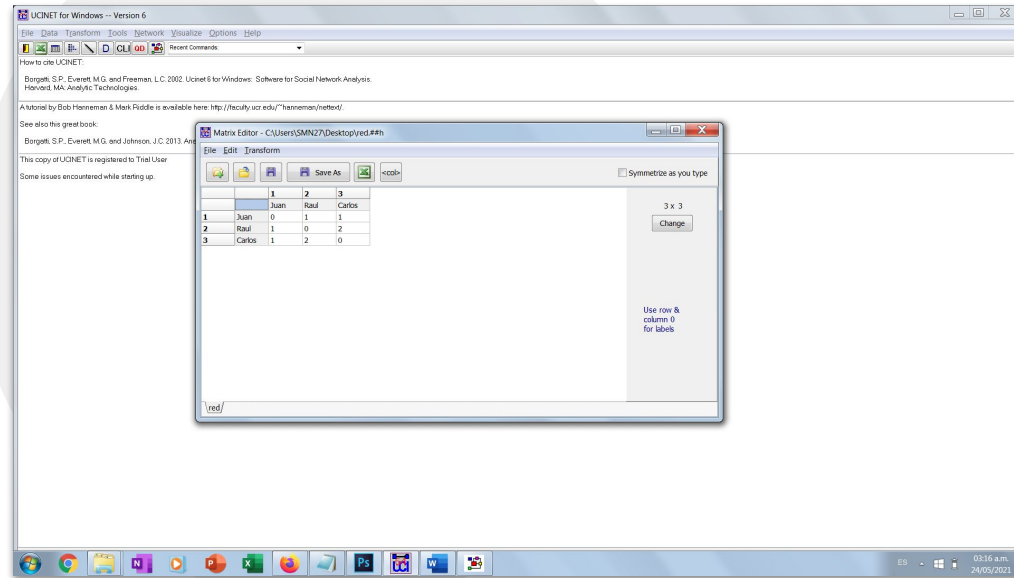 UCINET for Windows -- Version 6
File Data Transform Tools Network Visualize Options Help
D CLI QD Recent Commands:
How to cite UCINET:
Borgatti, S.P., Everett, M.G. and Freeman, L.C. 2002. Ucinet 6 for Windows: Software for Social Network Analysis.
Harvard, MA: Analytic Technologies.
A tutorial by Bob Hanneman & Mark Riddle is available here: http://faculty.ucr.edu/~hanneman/nettext/.
See also this great book:
Borgatti, S.P., Everett, M.G. and Johnson, J.C. 2013.
This copy of UCINET is registered to Trial User
Some issues encountered while starting up.
Matrix Editor - C:\Users\SMN27\Desktop\red.##h
File Edit Transform
Save As <col> Symmetrize as you type
1 2 3
Juan Raul Carlos
1 Juan 0 1 1
2 Raul 1 0 2
3 Carlos 1 2 0
3 x 3
Change
Use row &
column 0
for labels
\red/
N O P X Ps UCI W
ES 03:16 a.m.
24/05/2021